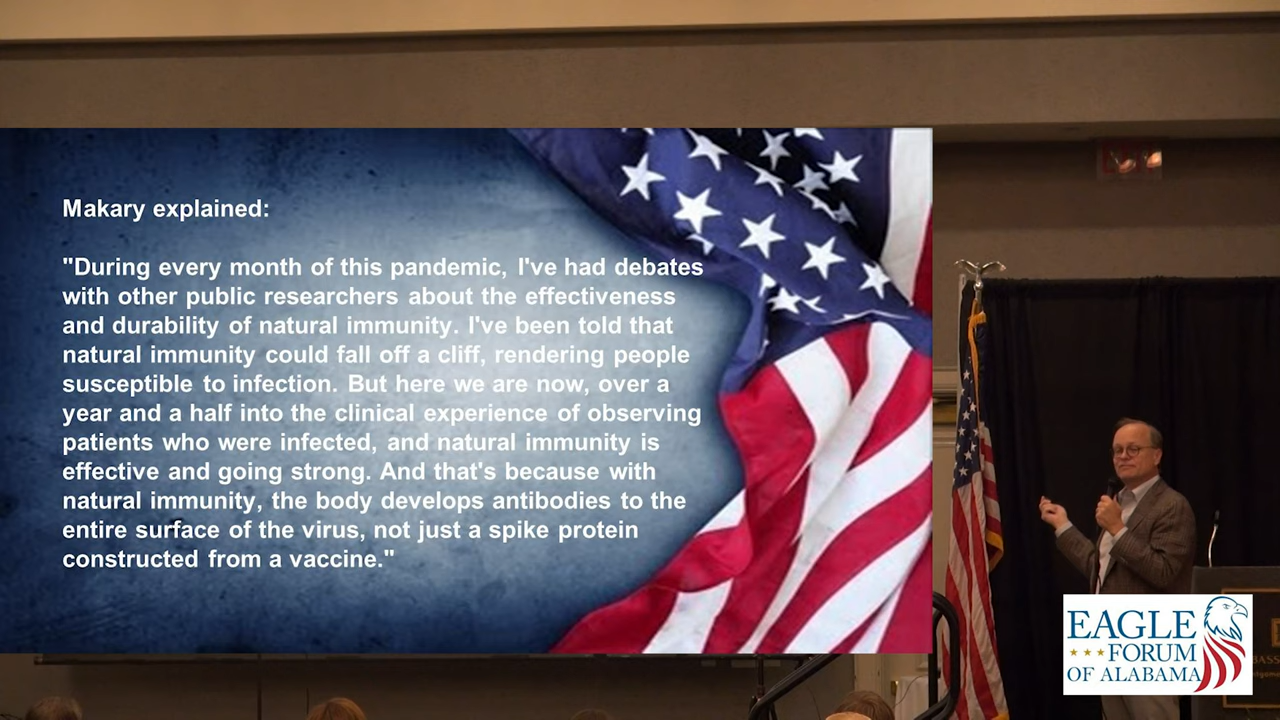 Makary explained:
"During every month of this pandemic, I've had debates
with other public researchers about the effectiveness
and durability of natural immunity. I've been told that
natural immunity could fall off a cliff, rendering people
susceptible to infection. But here we are now, over a
year and a half into the clinical experience of observing
patients who were infected, and natural immunity is
effective and going strong. And that's because with
natural immunity, the body develops antibodies to the
entire surface of the virus, not just a spike protein
constructed from a vaccine."
EAGLE
FORUM
OF ALABAMA